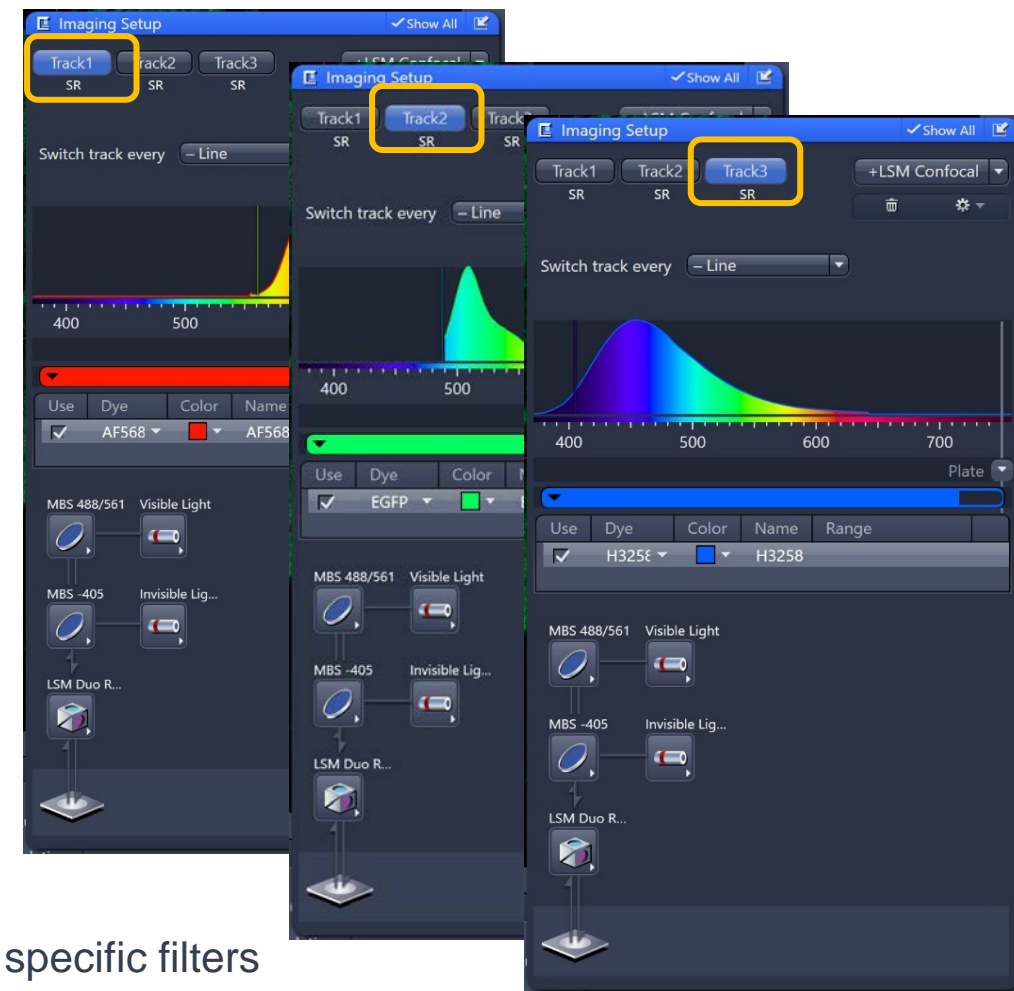 Imaging Setup
Show All
Track1
Track2
Track3
SR
SR
SR
Switch track every
– Line
400
500
Use
Dye
Color
Name
AF568
AF568
MBS 488/561
Visible Light
MBS -405
Invisible Lig...
LSM Duo R...
Imaging Setup
Show All
Track1
Track2
SR
SR
SR
Switch track every
– Line
400
500
Use
Dye
Color
EGFP
MBS 488/561
Visible Light
MBS -405
Invisible Lig...
LSM Duo R...
Imaging Setup
Show All
Track1
Track2
Track3
+LSM Confocal
SR
SR
SR
Switch track every
– Line
400
500
600
700
Plate
Use
Dye
Color
Name
Range
H3258
H3258
MBS 488/561
Visible Light
MBS -405
Invisible Lig...
LSM Duo R...
specific filters